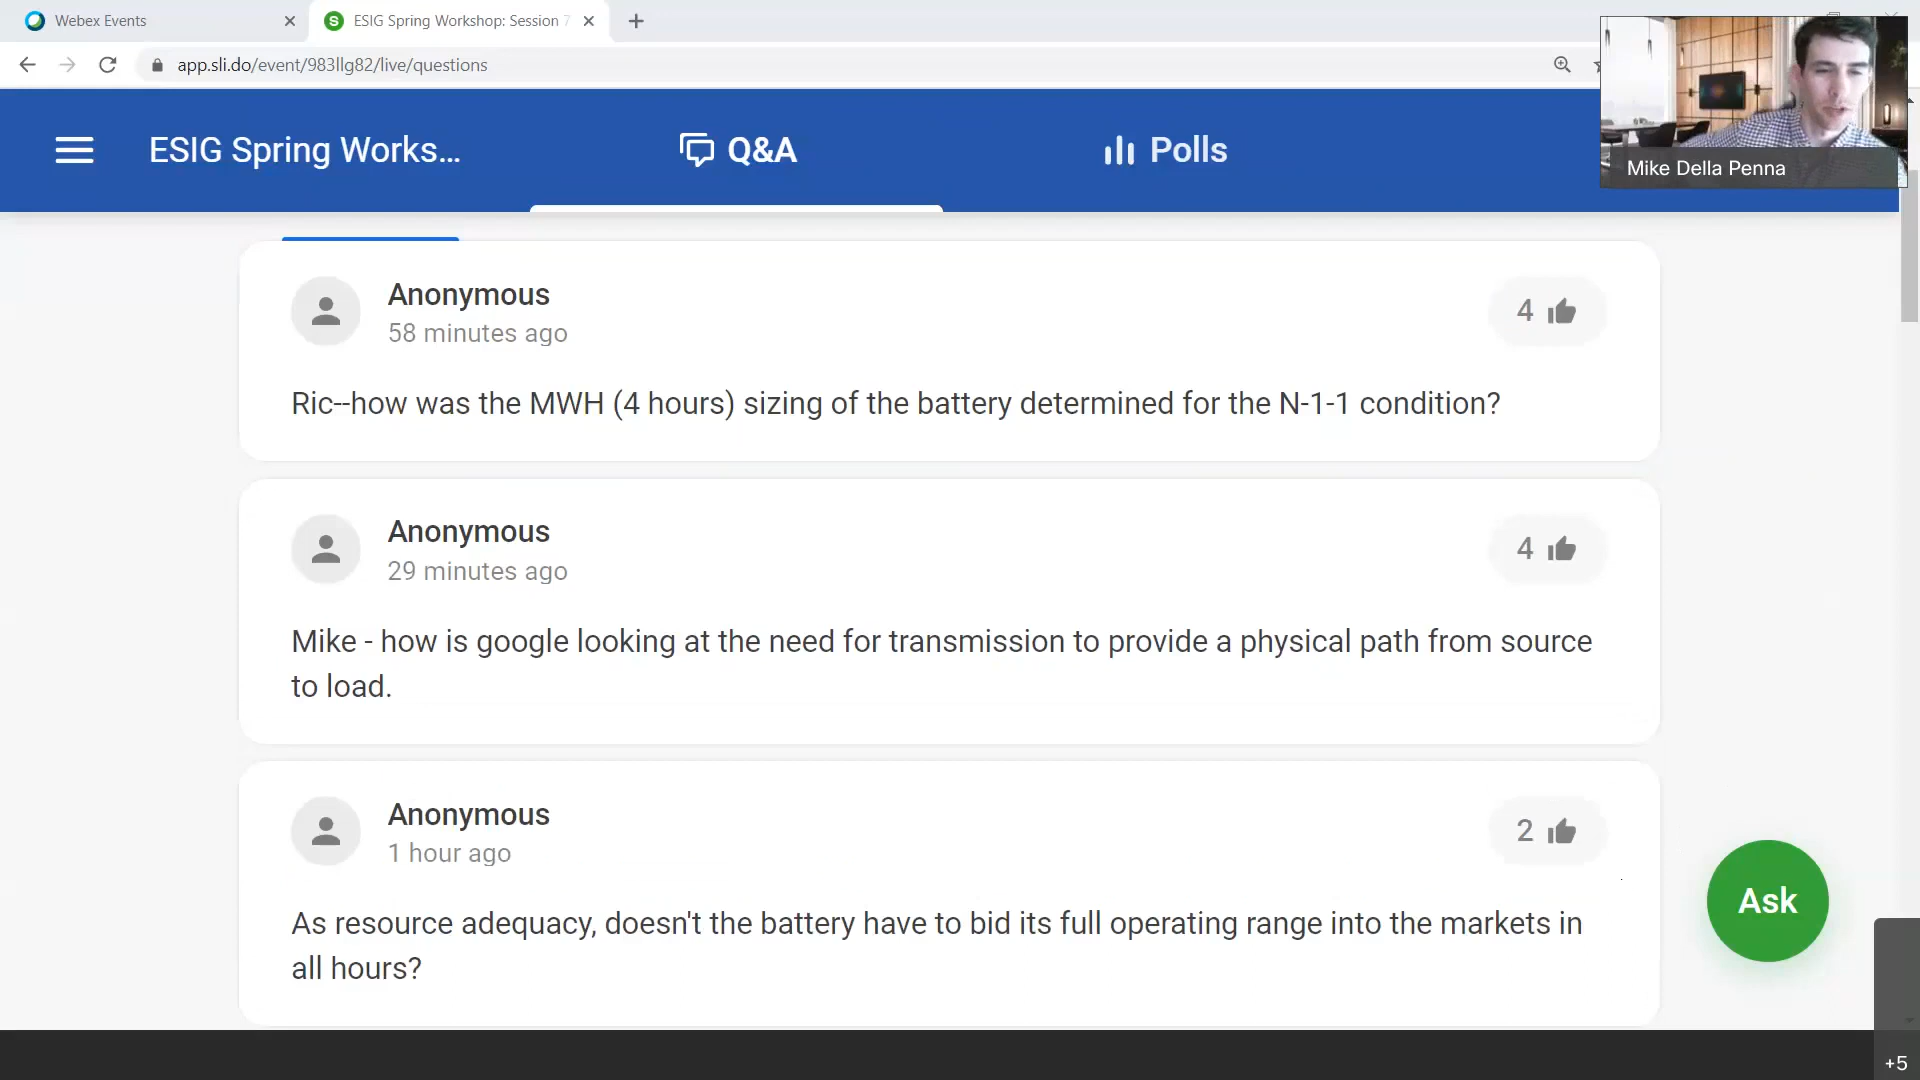 Webex Events
ESIG Spring Workshop: Session 7
app.sli.do/event/983llg82/live/questions
ESIG Spring Works...
Q&A
Polls
Mike Della Penna
Anonymous
58 minutes ago
4
Ric--how was the MWH (4 hours) sizing of the battery determined for the N-1-1 condition?
Anonymous
29 minutes ago
4
Mike - how is google looking at the need for transmission to provide a physical path from source
to load.
Anonymous
1 hour ago
2
As resource adequacy, doesn't the battery have to bid its full operating range into the markets in
all hours?
Ask
+5